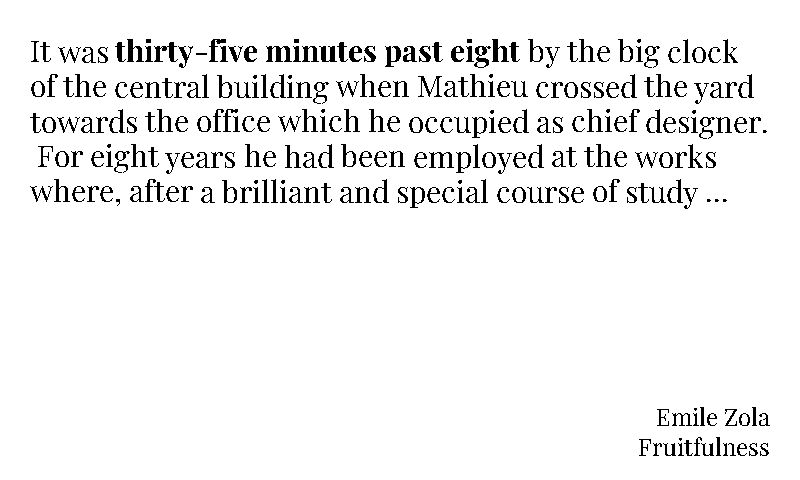 It was thirty-five minutes past eight by the big clock
of the central building when Mathieu crossed the yard
towards the office which he occupied as chief designer.
For eight years he had been employed at the works
where, after a brilliant and special course of study ...
Emile Zola
Fruitfulness